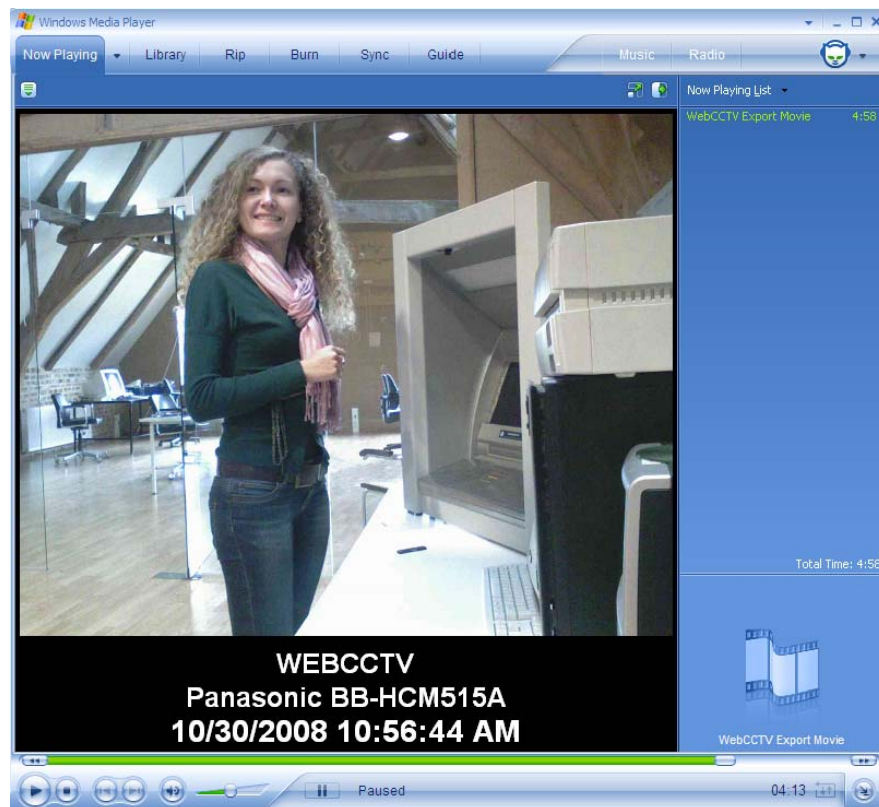 Windows Media Player
Now Playing Library Rip Burn Sync Guide Music Radio
Now Playing List
WebCCTV Export Movie 4:58
Total Time: 4:58
WEBCCTV
Panasonic BB-HCM515A
10/30/2008 10:56:44 AM
WebCCTV Export Movie
Paused 04:13